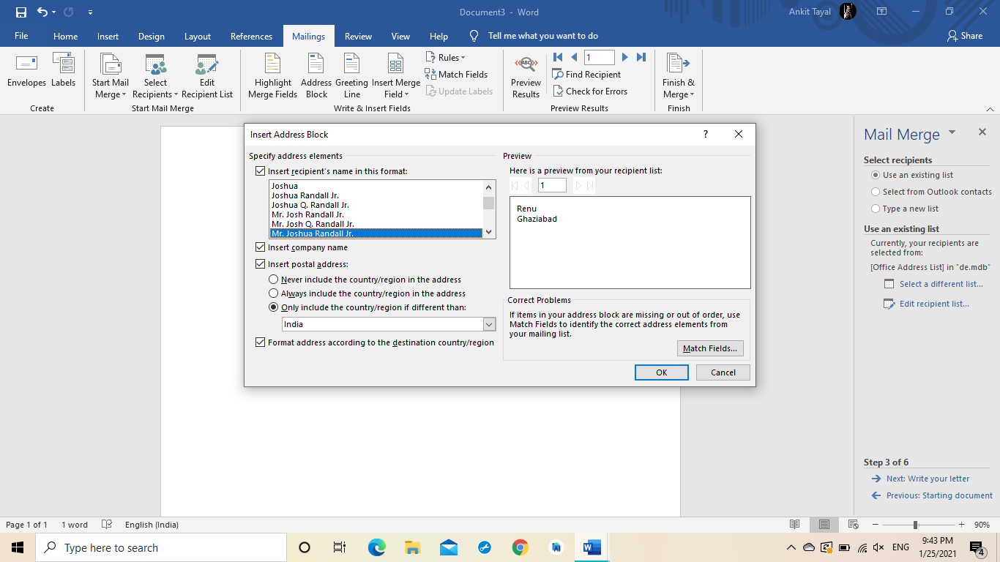 Document3 - Word
Ankit Tayal
File Home Insert Design Layout References Mailings Review View Help Tell me what you want to do Share
Envelopes Labels
Create
Start Mail Merge
Select Recipients
Edit Recipient List
Start Mail Merge
Highlight Merge Fields
Address Block
Greeting Line
Insert Merge Field
Rules
Match Fields
Update Labels
Write & Insert Fields
ABC
Preview Results
1
Find Recipient
Check for Errors
Preview Results
Finish & Merge
Finish
Insert Address Block
?
Specify address elements
Insert recipient's name in this format:
Joshua
Joshua Randall Jr.
Joshua Q. Randall Jr.
Mr. Josh Randall Jr.
Mr. Josh Q. Randall Jr.
Mr. Joshua Randall Jr.
Insert company name
Insert postal address:
Never include the country/region in the address
Always include the country/region in the address
Only include the country/region if different than:
India
Format address according to the destination country/region
Preview
Here is a preview from your recipient list:
1
Renu
Ghaziabad
Correct Problems
If items in your address block are missing or out of order, use
Match Fields to identify the correct address elements from
your mailing list.
Match Fields...
OK Cancel
Mail Merge
Select recipients
Use an existing list
Select from Outlook contacts
Type a new list
Use an existing list
Currently, your recipients are
selected from:
[Office Address List] in "de.mdb"
Select a different list...
Edit recipient list...
Step 3 of 6
Next: Write your letter
Previous: Starting document
Page 1 of 1 1 word English (India) 90%
Type here to search
ENG
9:43 PM
1/25/2021
4